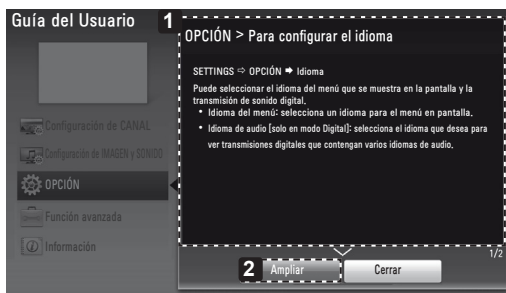 Guía del Usuario
1
OPCIÓN > Para configurar el idioma
SETTINGS ⇨ OPCIÓN ➡ Idioma
Puede seleccionar el idioma del menú que se muestra en la pantalla y la
transmisión de sonido digital.
• Idioma del menú: selecciona un idioma para el menú en pantalla.
• Idioma de audio [solo en modo Digital]: selecciona el idioma que desea para
ver transmisiones digitales que contengan varios idiomas de audio.
Configuración de CANAL
Configuración de IMAGEN y SONIDO
OPCIÓN
Función avanzada
Información
1/2
2
Ampliar
Cerrar